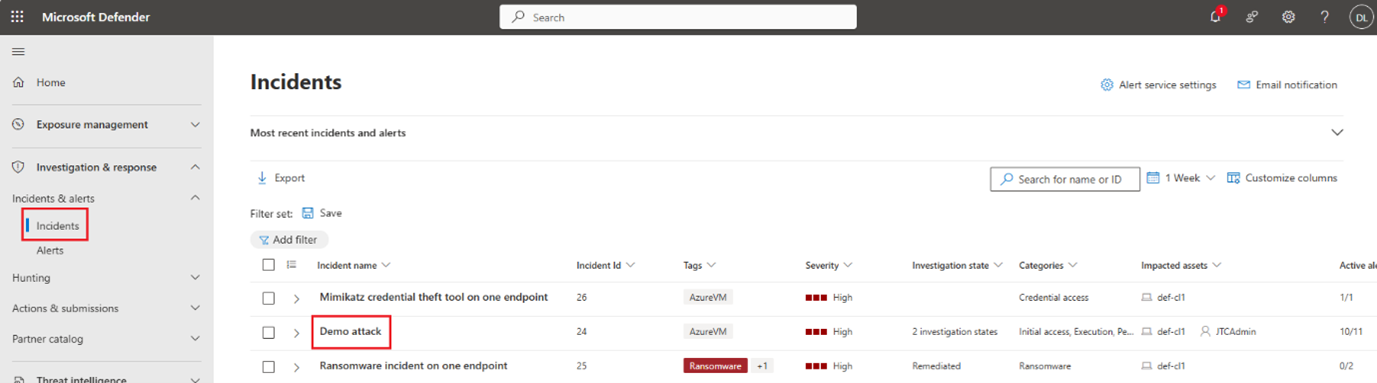 Microsoft Defender
Search
1
?
DL
Home
Exposure management
Investigation & response
Incidents & alerts
Incidents
Alerts
Hunting
Actions & submissions
Partner catalog
Threat intelligence
Incidents
Alert service settings
Email notification
Most recent incidents and alerts
Export
Search for name or ID
1 Week
Customize columns
Filter set:
Save
Add filter
Incident name Incident Id Tags Severity Investigation state Categories Impacted assets Active ale
Mimikatz credential theft tool on one endpoint 26 AzureVM High Credential access def-cl1 1/1
Demo attack 24 AzureVM High 2 investigation states Initial access, Execution, Pe... def-cl1 JTCAdmin 10/11
Ransomware incident on one endpoint 25 Ransomware +1 High Remediated Ransomware def-cl1 0/2